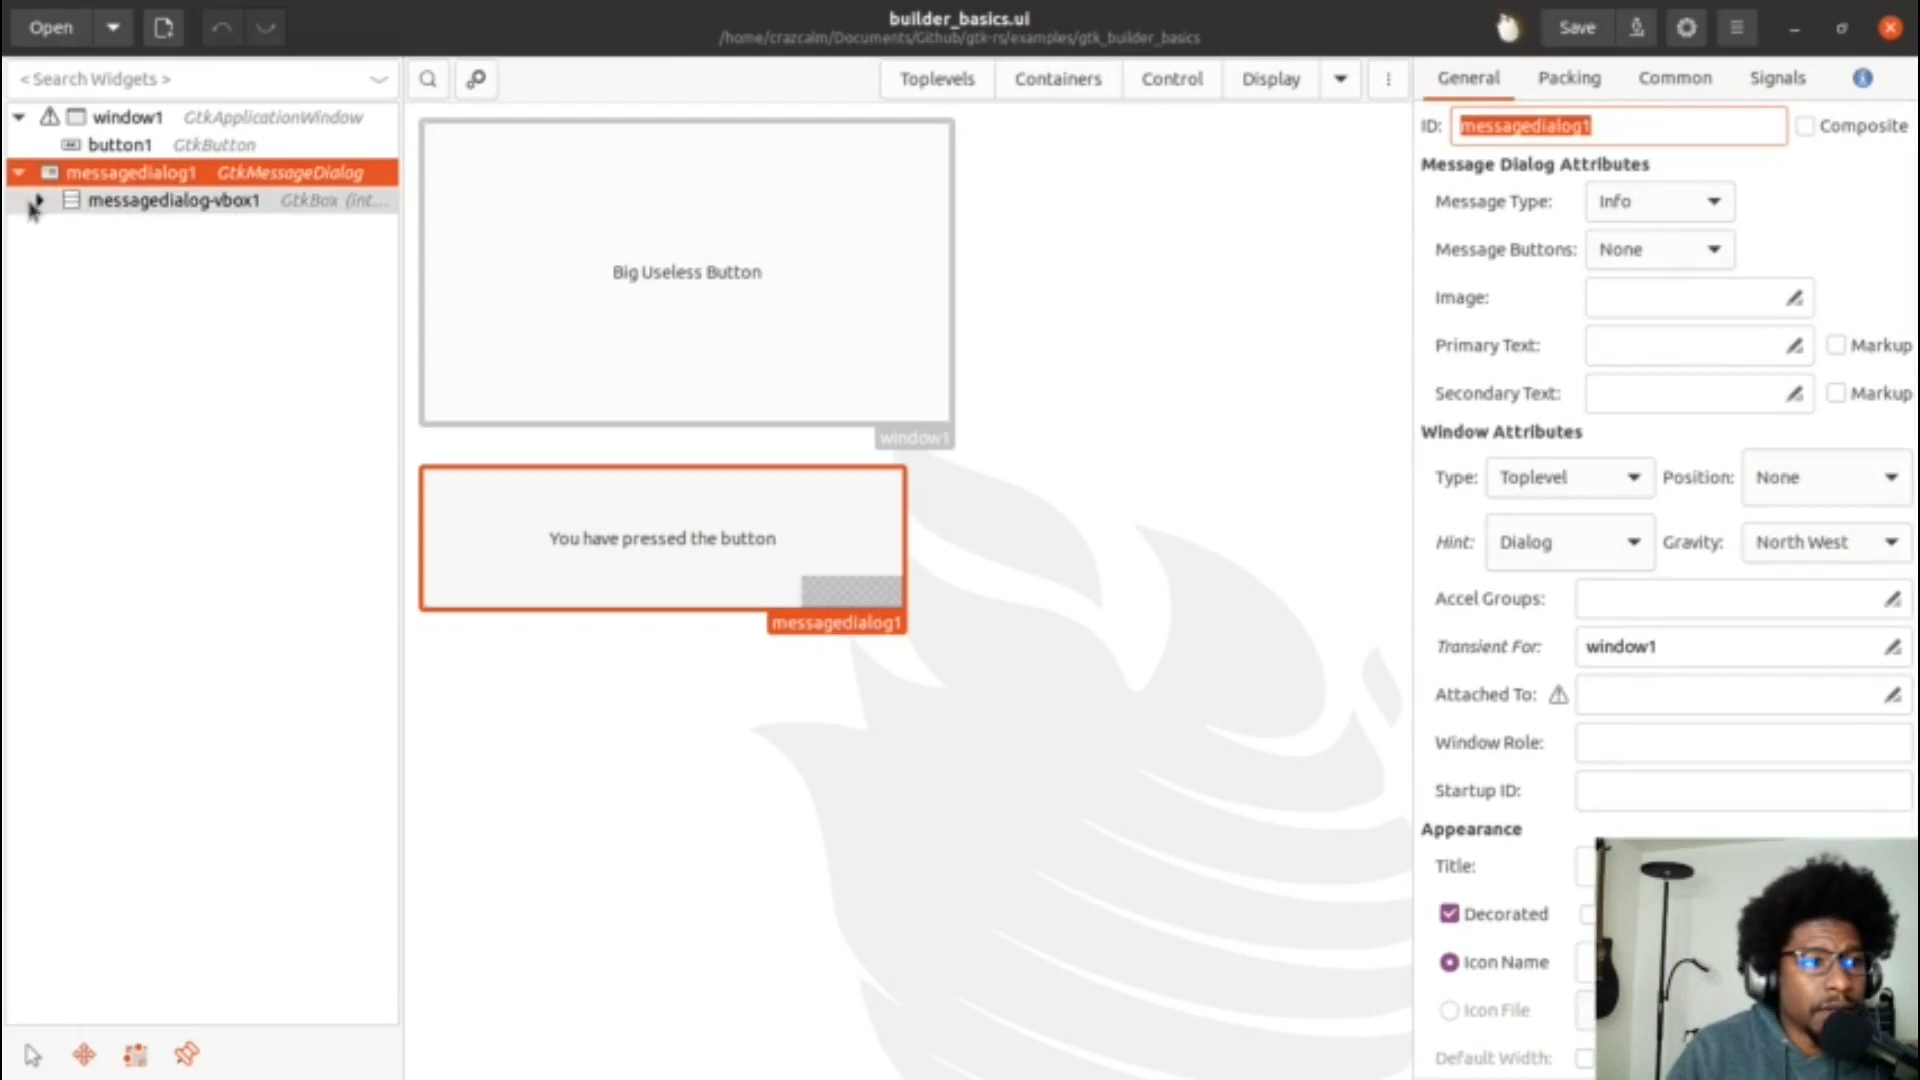 Open
builder_basics.ui
/home/crazcalm/Documents/Github/gtk-rs/examples/gtk_builder_basics
Save
< Search Widgets >
Toplevels Containers Control Display
General Packing Common Signals
window1 GtkApplicationWindow
button1 GtkButton
messagedialog1 GtkMessageDialog
messagedialog-vbox1 GtkBox (int...
Big Useless Button
window1
You have pressed the button
messagedialog1
ID: messagedialog1 Composite
Message Dialog Attributes
Message Type: Info
Message Buttons: None
Image:
Primary Text: Markup
Secondary Text: Markup
Window Attributes
Type: Toplevel Position: None
Hint: Dialog Gravity: North West
Accel Groups:
Transient For: window1
Attached To:
Window Role:
Startup ID:
Appearance
Title:
Decorated
Icon Name
Icon File
Default Width: